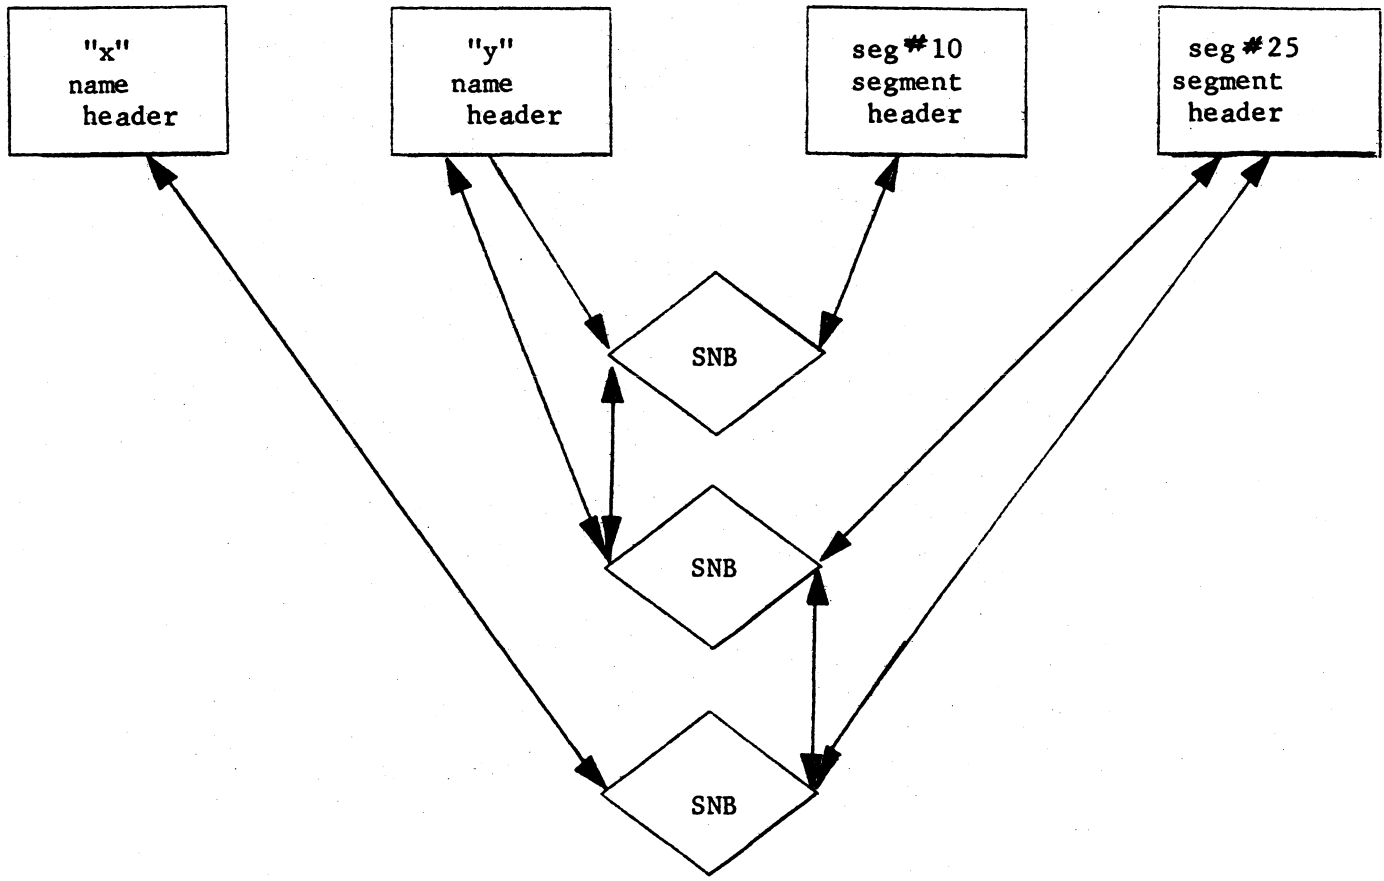 "x"
name
header
"y"
name
header
seg #10
segment
header
seg #25
segment
header
SNB
SNB
SNB